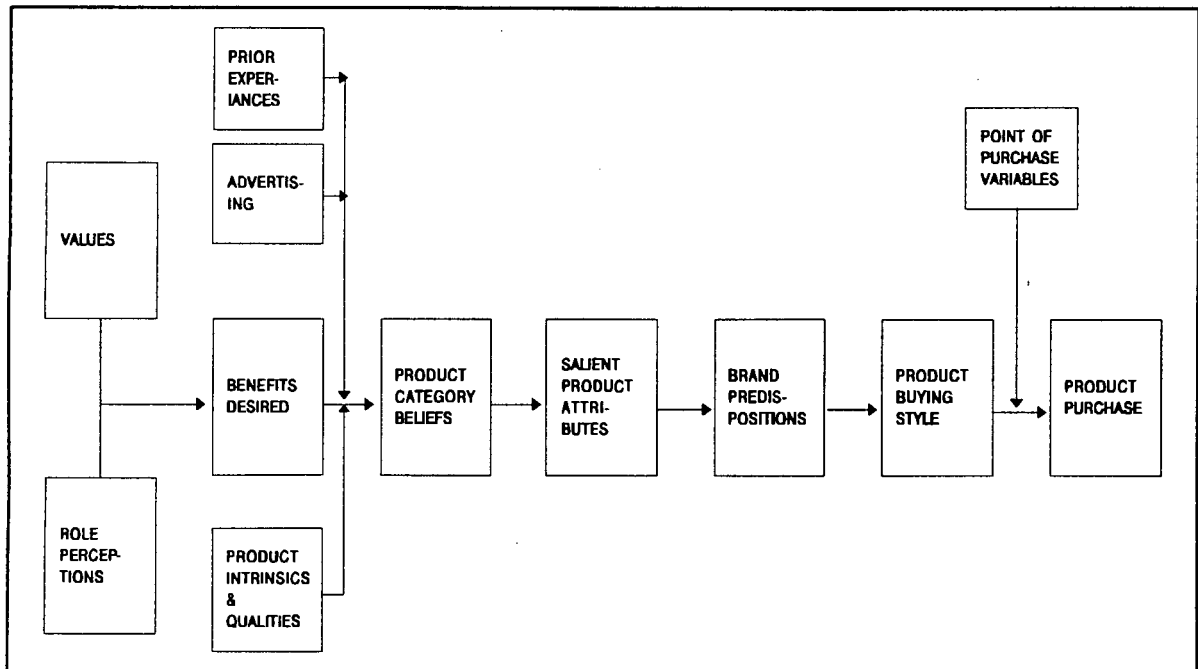 PRIOR
EXPER-
IANCES
ADVERTIS-
ING
VALUES
ROLE
PERCEP-
TIONS
BENEFITS
DESIRED
PRODUCT
INTRINSICS
&
QUALITIES
PRODUCT
CATEGORY
BELIEFS
SALIENT
PRODUCT
ATTRI-
BUTES
BRAND
PREDIS-
POSITIONS
PRODUCT
BUYING
STYLE
POINT OF
PURCHASE
VARIABLES
PRODUCT
PURCHASE